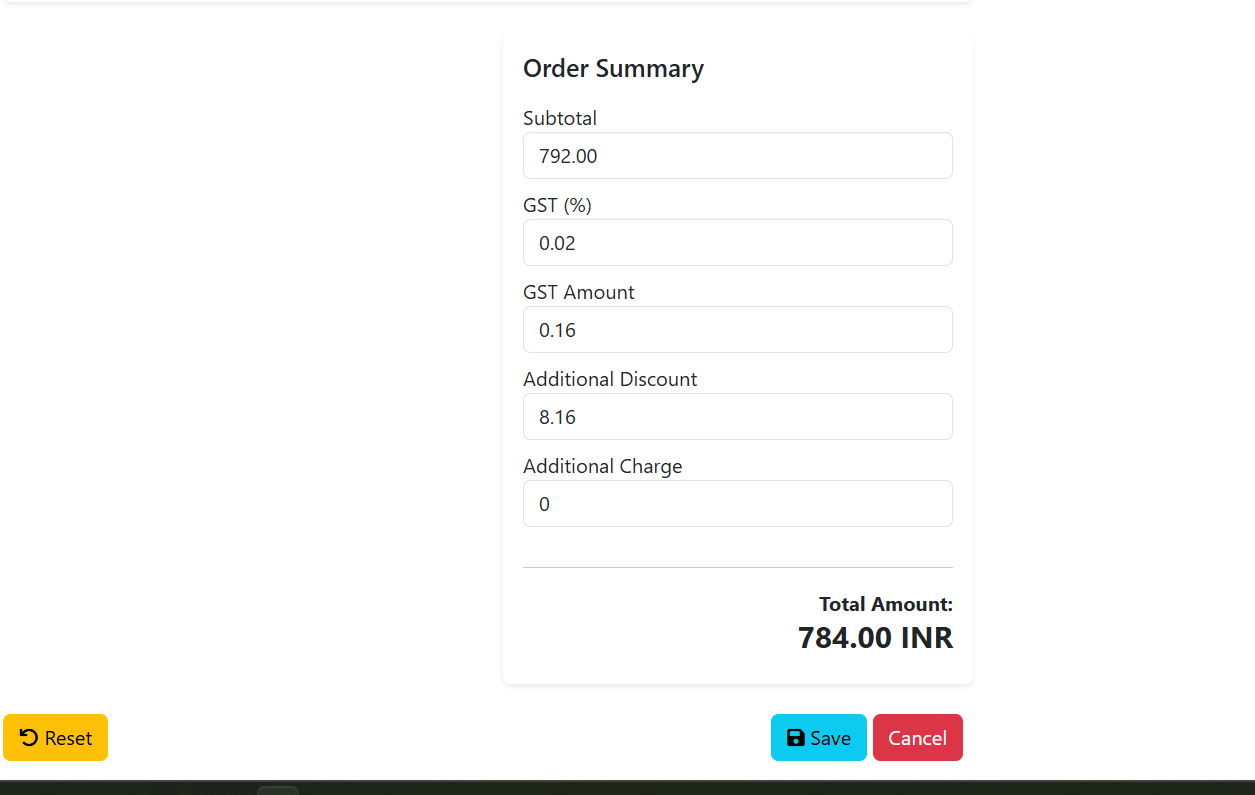 Order Summary
Subtotal
792.00
GST (%)
0.02
GST Amount
0.16
Additional Discount
8.16
Additional Charge
0
Total Amount:
784.00 INR
Reset
Save
Cancel